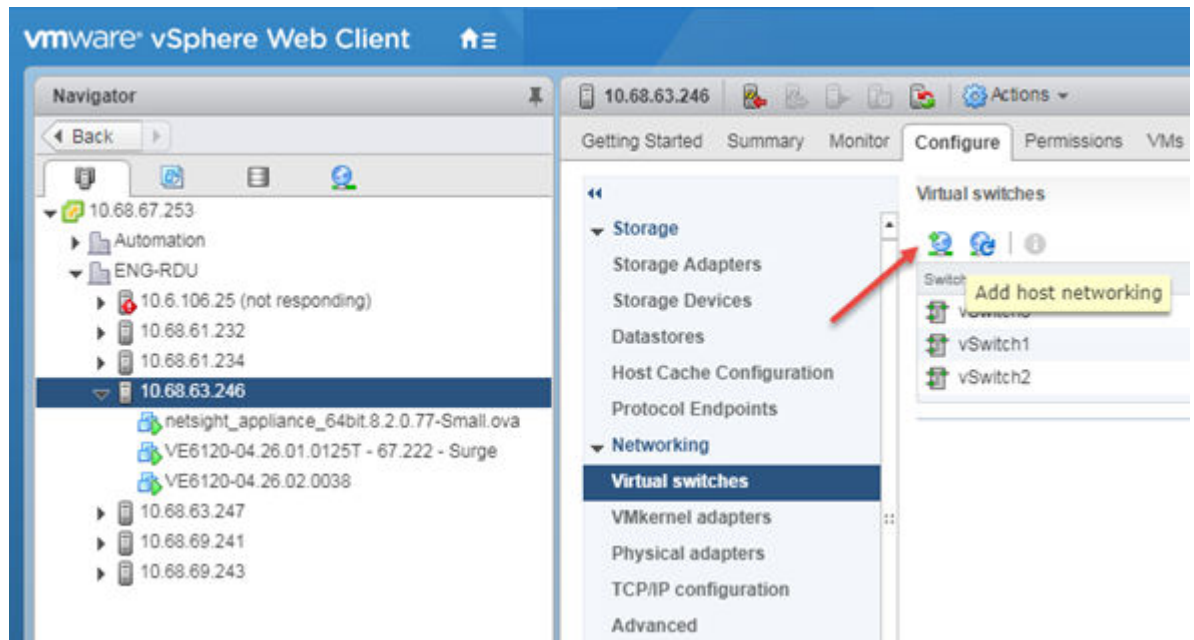 vmware® vSphere Web Client
Navigator
Back
10.68.67.253
Automation
ENG-RDU
10.6.106.25 (not responding)
10.68.61.232
10.68.61.234
10.68.63.246
netsight_appliance_64bit.8.2.0.77-Small.ova
VE6120-04.26.01.0125T - 67.222 - Surge
VE6120-04.26.02.0038
10.68.63.247
10.68.69.241
10.68.69.243
10.68.63.246 Actions
Getting Started Summary Monitor Configure Permissions VMs
Storage
Storage Adapters
Storage Devices
Datastores
Host Cache Configuration
Protocol Endpoints
Networking
Virtual switches
VMkernel adapters
Physical adapters
TCP/IP configuration
Advanced
Virtual switches
Add host networking
vSwitch1
vSwitch2